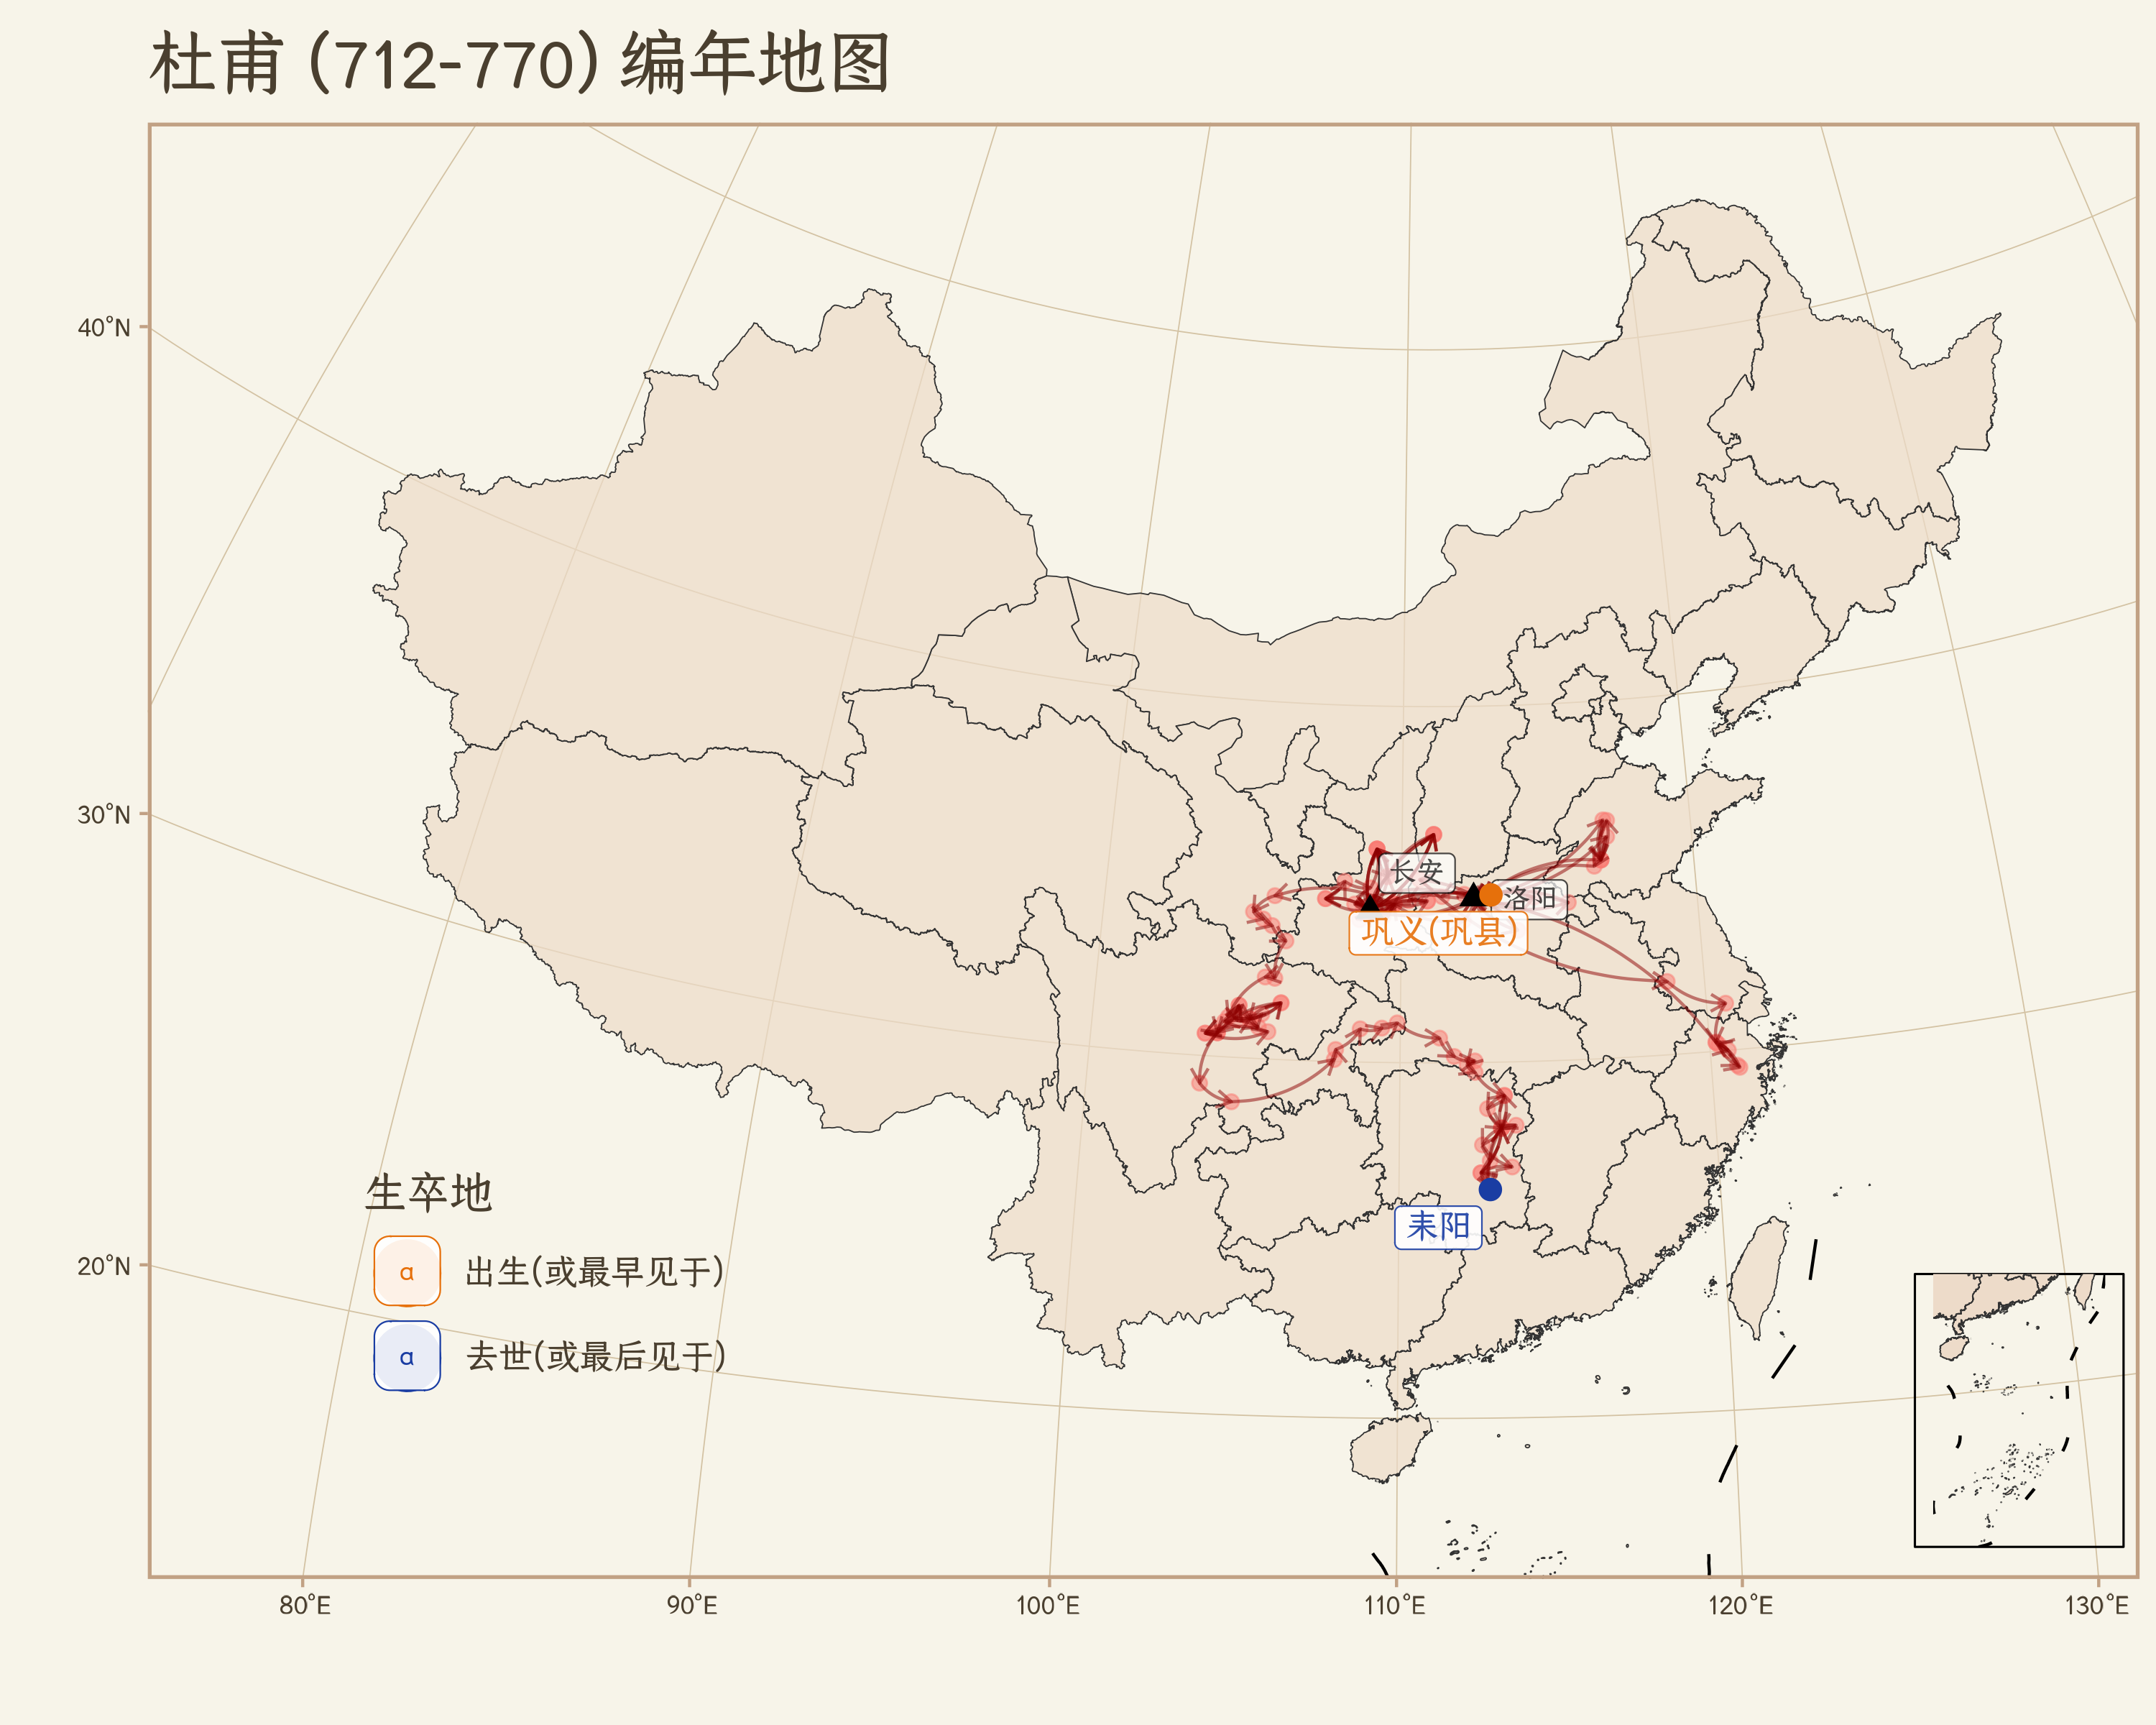 杜甫 (712-770) 编年地图
40°N
30°N
20°N
长安
洛阳
巩义(巩县)
耒阳
生卒地
a 出生(或最早见于)
a 去世(或最后见于)
80°E
90°E
100°E
110°E
120°E
130°E